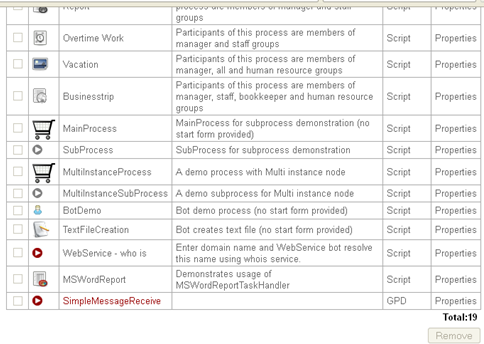 Report
process are members of manager and staff
groups
Script
Properties
Overtime Work
Participants of this process are members of
manager and staff groups
Script
Properties
Vacation
Participants of this process are members of
manager, all and human resource groups
Script
Properties
Businesstrip
Participants of this process are members of
manager, staff, bookkeeper and human resource
groups
Script
Properties
MainProcess
MainProcess for subprocess demonstration (no
start form provided)
Script
Properties
SubProcess
SubProcess for subprocess demonstration
Script
Properties
MultiInstanceProcess
A demo process with Multi instance node
Script
Properties
MultiInstanceSubProcess
A demo subprocess for Multi instance node
Script
Properties
BotDemo
Bot demo process (no start form provided)
Script
Properties
TextFileCreation
Bot creates text file (no start form provided)
Script
Properties
WebService - who is
Enter domain name and WebService bot resolve
this name using whois service.
Script
Properties
MSWordReport
Demonstrates usage of
MSWordReportTaskHandler
Script
Properties
SimpleMessageReceive
GPD
Properties
Total:19
Remove